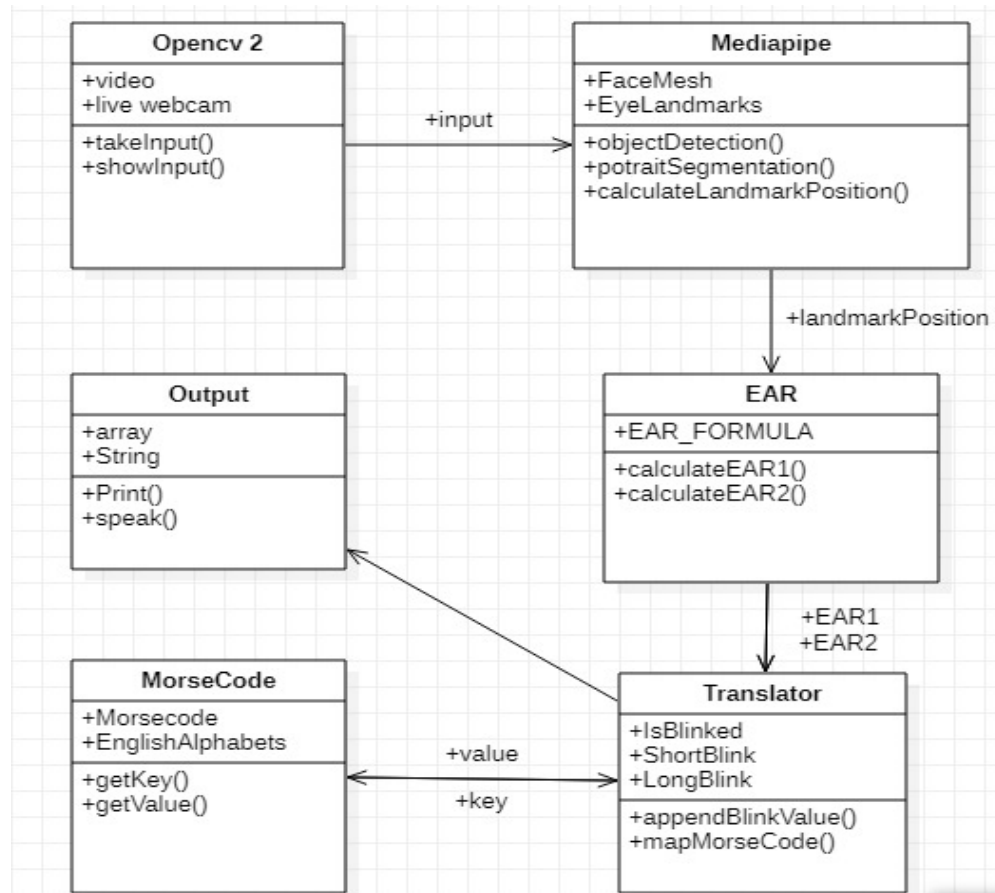 Opencv 2
+video
+live webcam
+takeInput()
+showInput()
+input
Mediapipe
+FaceMesh
+EyeLandmarks
+objectDetection()
+potraitSegmentation()
+calculateLandmarkPosition()
+landmarkPosition
EAR
+EAR_FORMULA
+calculateEAR1()
+calculateEAR2()
+EAR1
+EAR2
Translator
+IsBlinked
+ShortBlink
+LongBlink
+appendBlinkValue()
+mapMorseCode()
Output
+array
+String
+Print()
+speak()
MorseCode
+Morsecode
+EnglishAlphabets
+getKey()
+getValue()
+value
+key